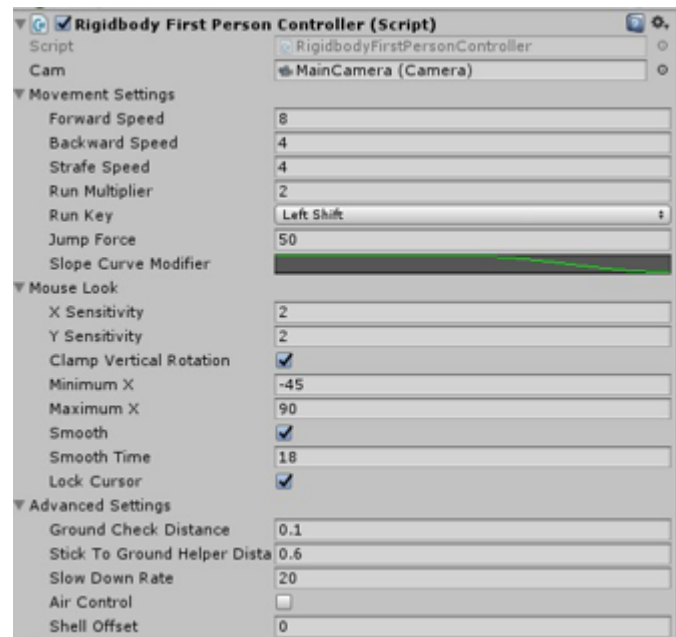 Rigidbody First Person Controller (Script)
Script RigidbodyFirstPersonController
Cam MainCamera (Camera)
Movement Settings
Forward Speed 8
Backward Speed 4
Strafe Speed 4
Run Multiplier 2
Run Key Left Shift
Jump Force 50
Slope Curve Modifier
Mouse Look
X Sensitivity 2
Y Sensitivity 2
Clamp Vertical Rotation
Minimum X -45
Maximum X 90
Smooth
Smooth Time 18
Lock Cursor
Advanced Settings
Ground Check Distance 0.1
Stick To Ground Helper Dista 0.6
Slow Down Rate 20
Air Control
Shell Offset 0